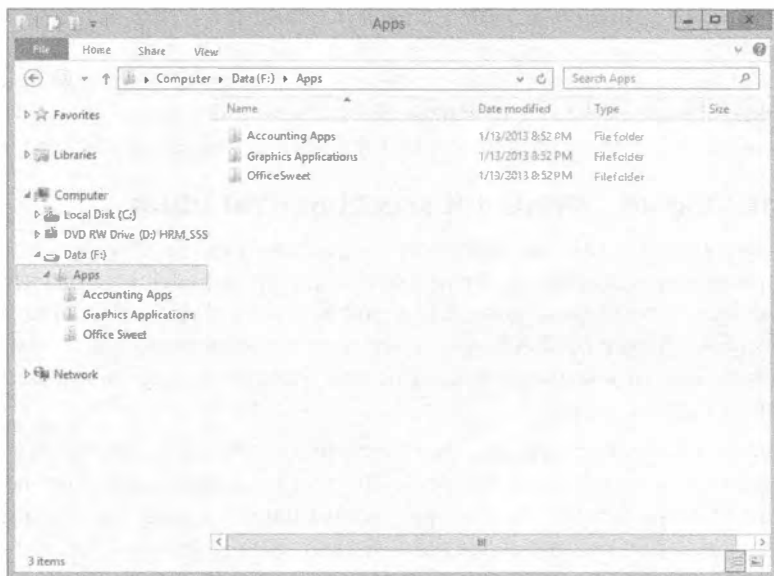 Apps
File Home Share View
Computer Data (F:) Apps
Search Apps
Name Date modified Type Size
Favorites
Accounting Apps 1/13/2013 8:52 PM File folder
Libraries
Graphics Applications 1/13/2013 8:52 PM File folder
Office Sweet 1/13/2013 8:52 PM File folder
Computer
Local Disk (C:)
DVD RW Drive (D:) HRM_SSS
Data (F:)
Apps
Accounting Apps
Graphics Applications
Office Sweet
Network
3 items